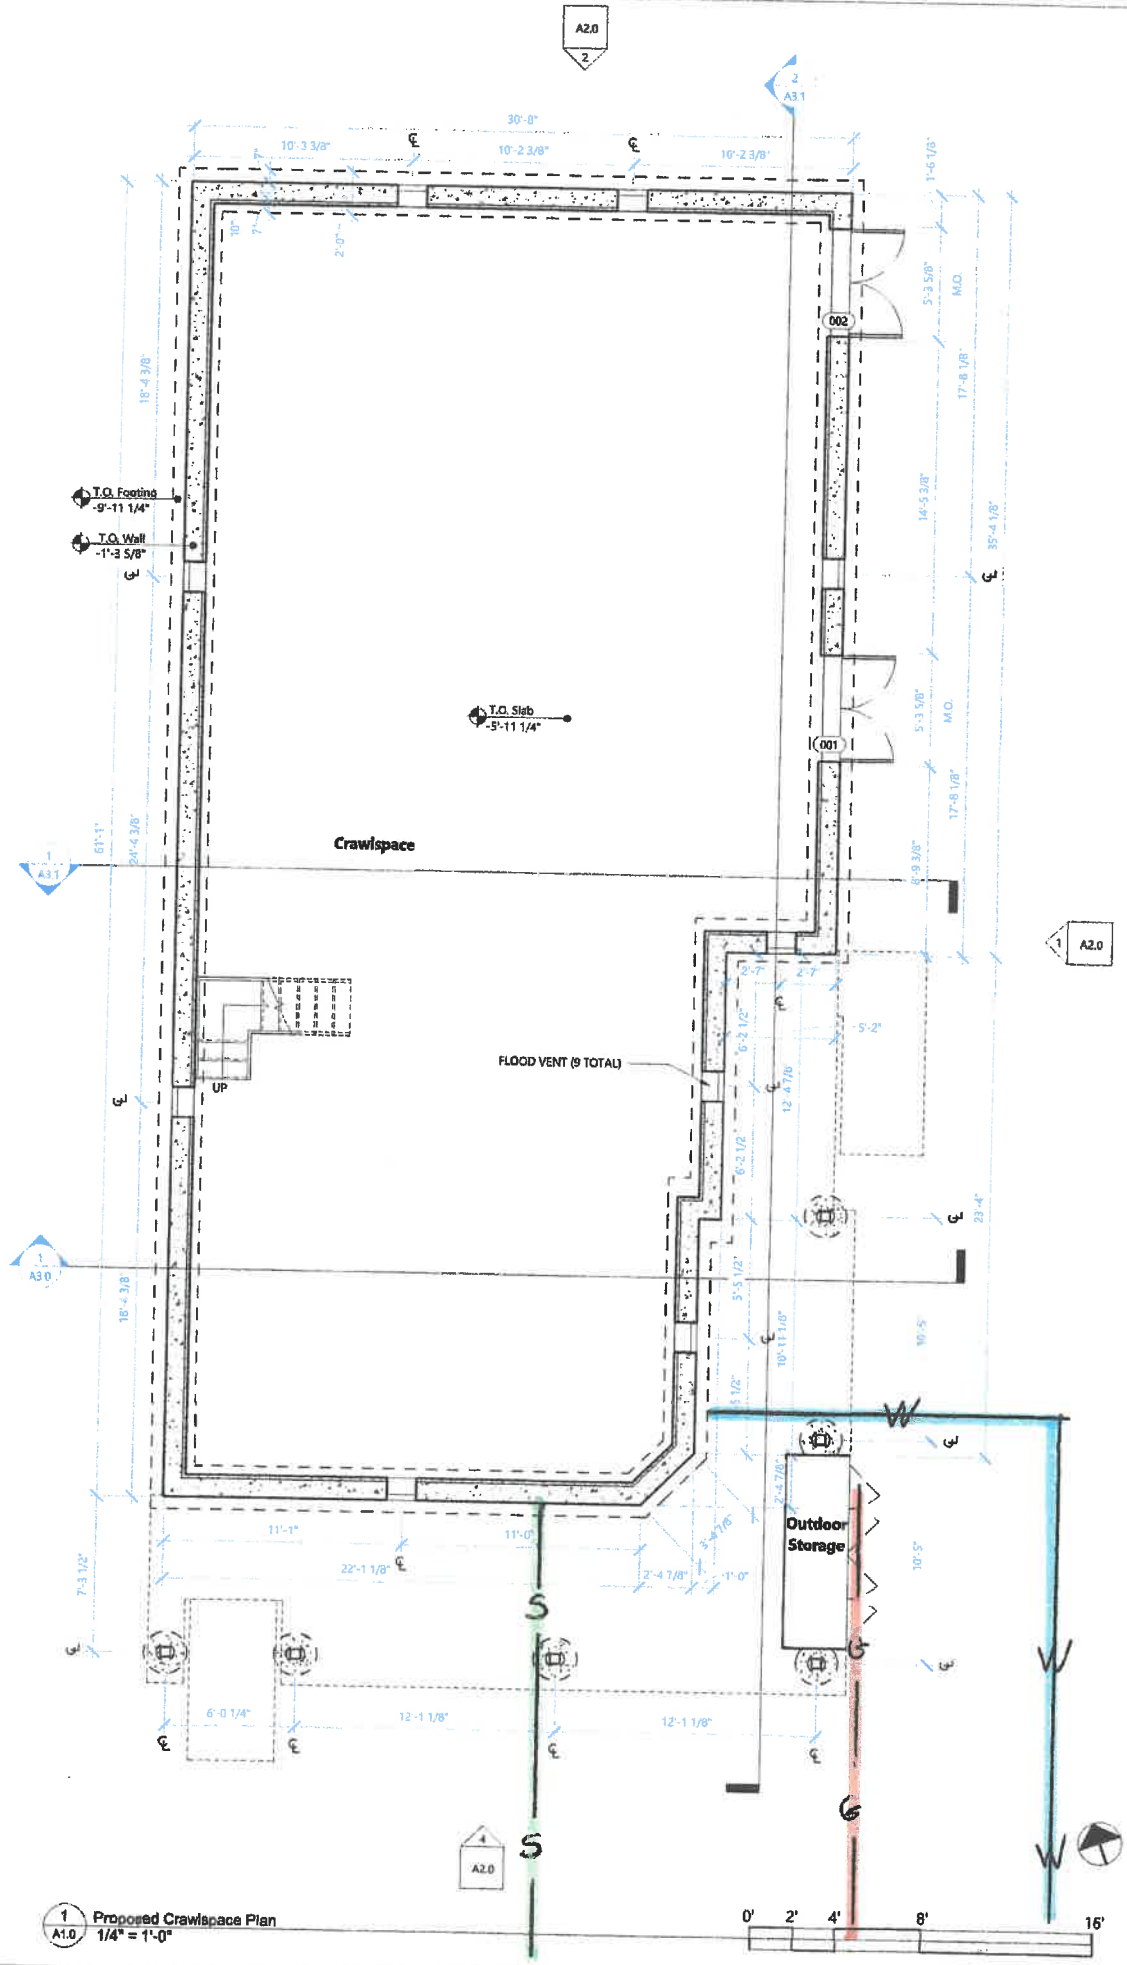 A2.0
2
2
A3.1
30'-8"
10'-3 3/8"
10'-2 3/8"
10'-2 3/8"
1'-6 1/8"
7"
10"
7"
2'-0"
5'-3 5/8"
M.O.
002
18'-4 3/8"
17'-8 1/8"
T.O. Footing
-9'-11 1/4"
T.O. Wall
-1'-3 5/8"
14'-5 3/8"
35'-4 1/8"
T.O. Slab
-5'-11 1/4"
5'-3 5/8"
M.O.
001
61'-1"
24'-4 3/8"
17'-8 1/8"
Crawlspace
8'-9 3/8"
1
A3.1
1
A2.0
2'-7"
2'-7"
6'-2 1/2"
5'-2"
FLOOD VENT (9 TOTAL)
UP
12'-4 7/8"
6'-2 1/2"
23'-4"
1
A3.0
18'-4 3/8"
5'-5 1/2"
10'-11 1/8"
10'-5"
W
2'-4 7/8"
Outdoor
Storage
11'-1"
11'-0"
3'-4 7/8"
22'-1 1/8"
2'-4 7/8"
1'-0"
10'-5"
7'-3 1/2"
S
G
W
6'-0 1/4"
12'-1 1/8"
12'-1 1/8"
G
S
W
4
A2.0
1
A1.0
Proposed Crawlspace Plan
1/4" = 1'-0"
0' 2' 4' 8' 16'